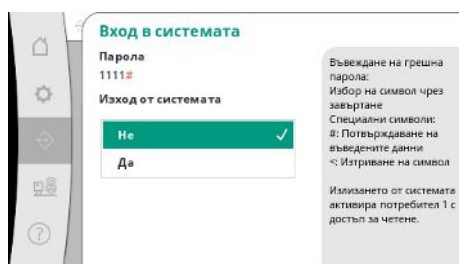 Вход в системата
Парола
1111#
Изход от системата
Не
Да
Въвеждане на грешна
парола:
Избор на символ чрез
завъртане
Специални символи:
#: Потвърждаване на
въведените данни
<: Изтриване на символ
Излизането от системата
активира потребител 1 с
достъп за четене.